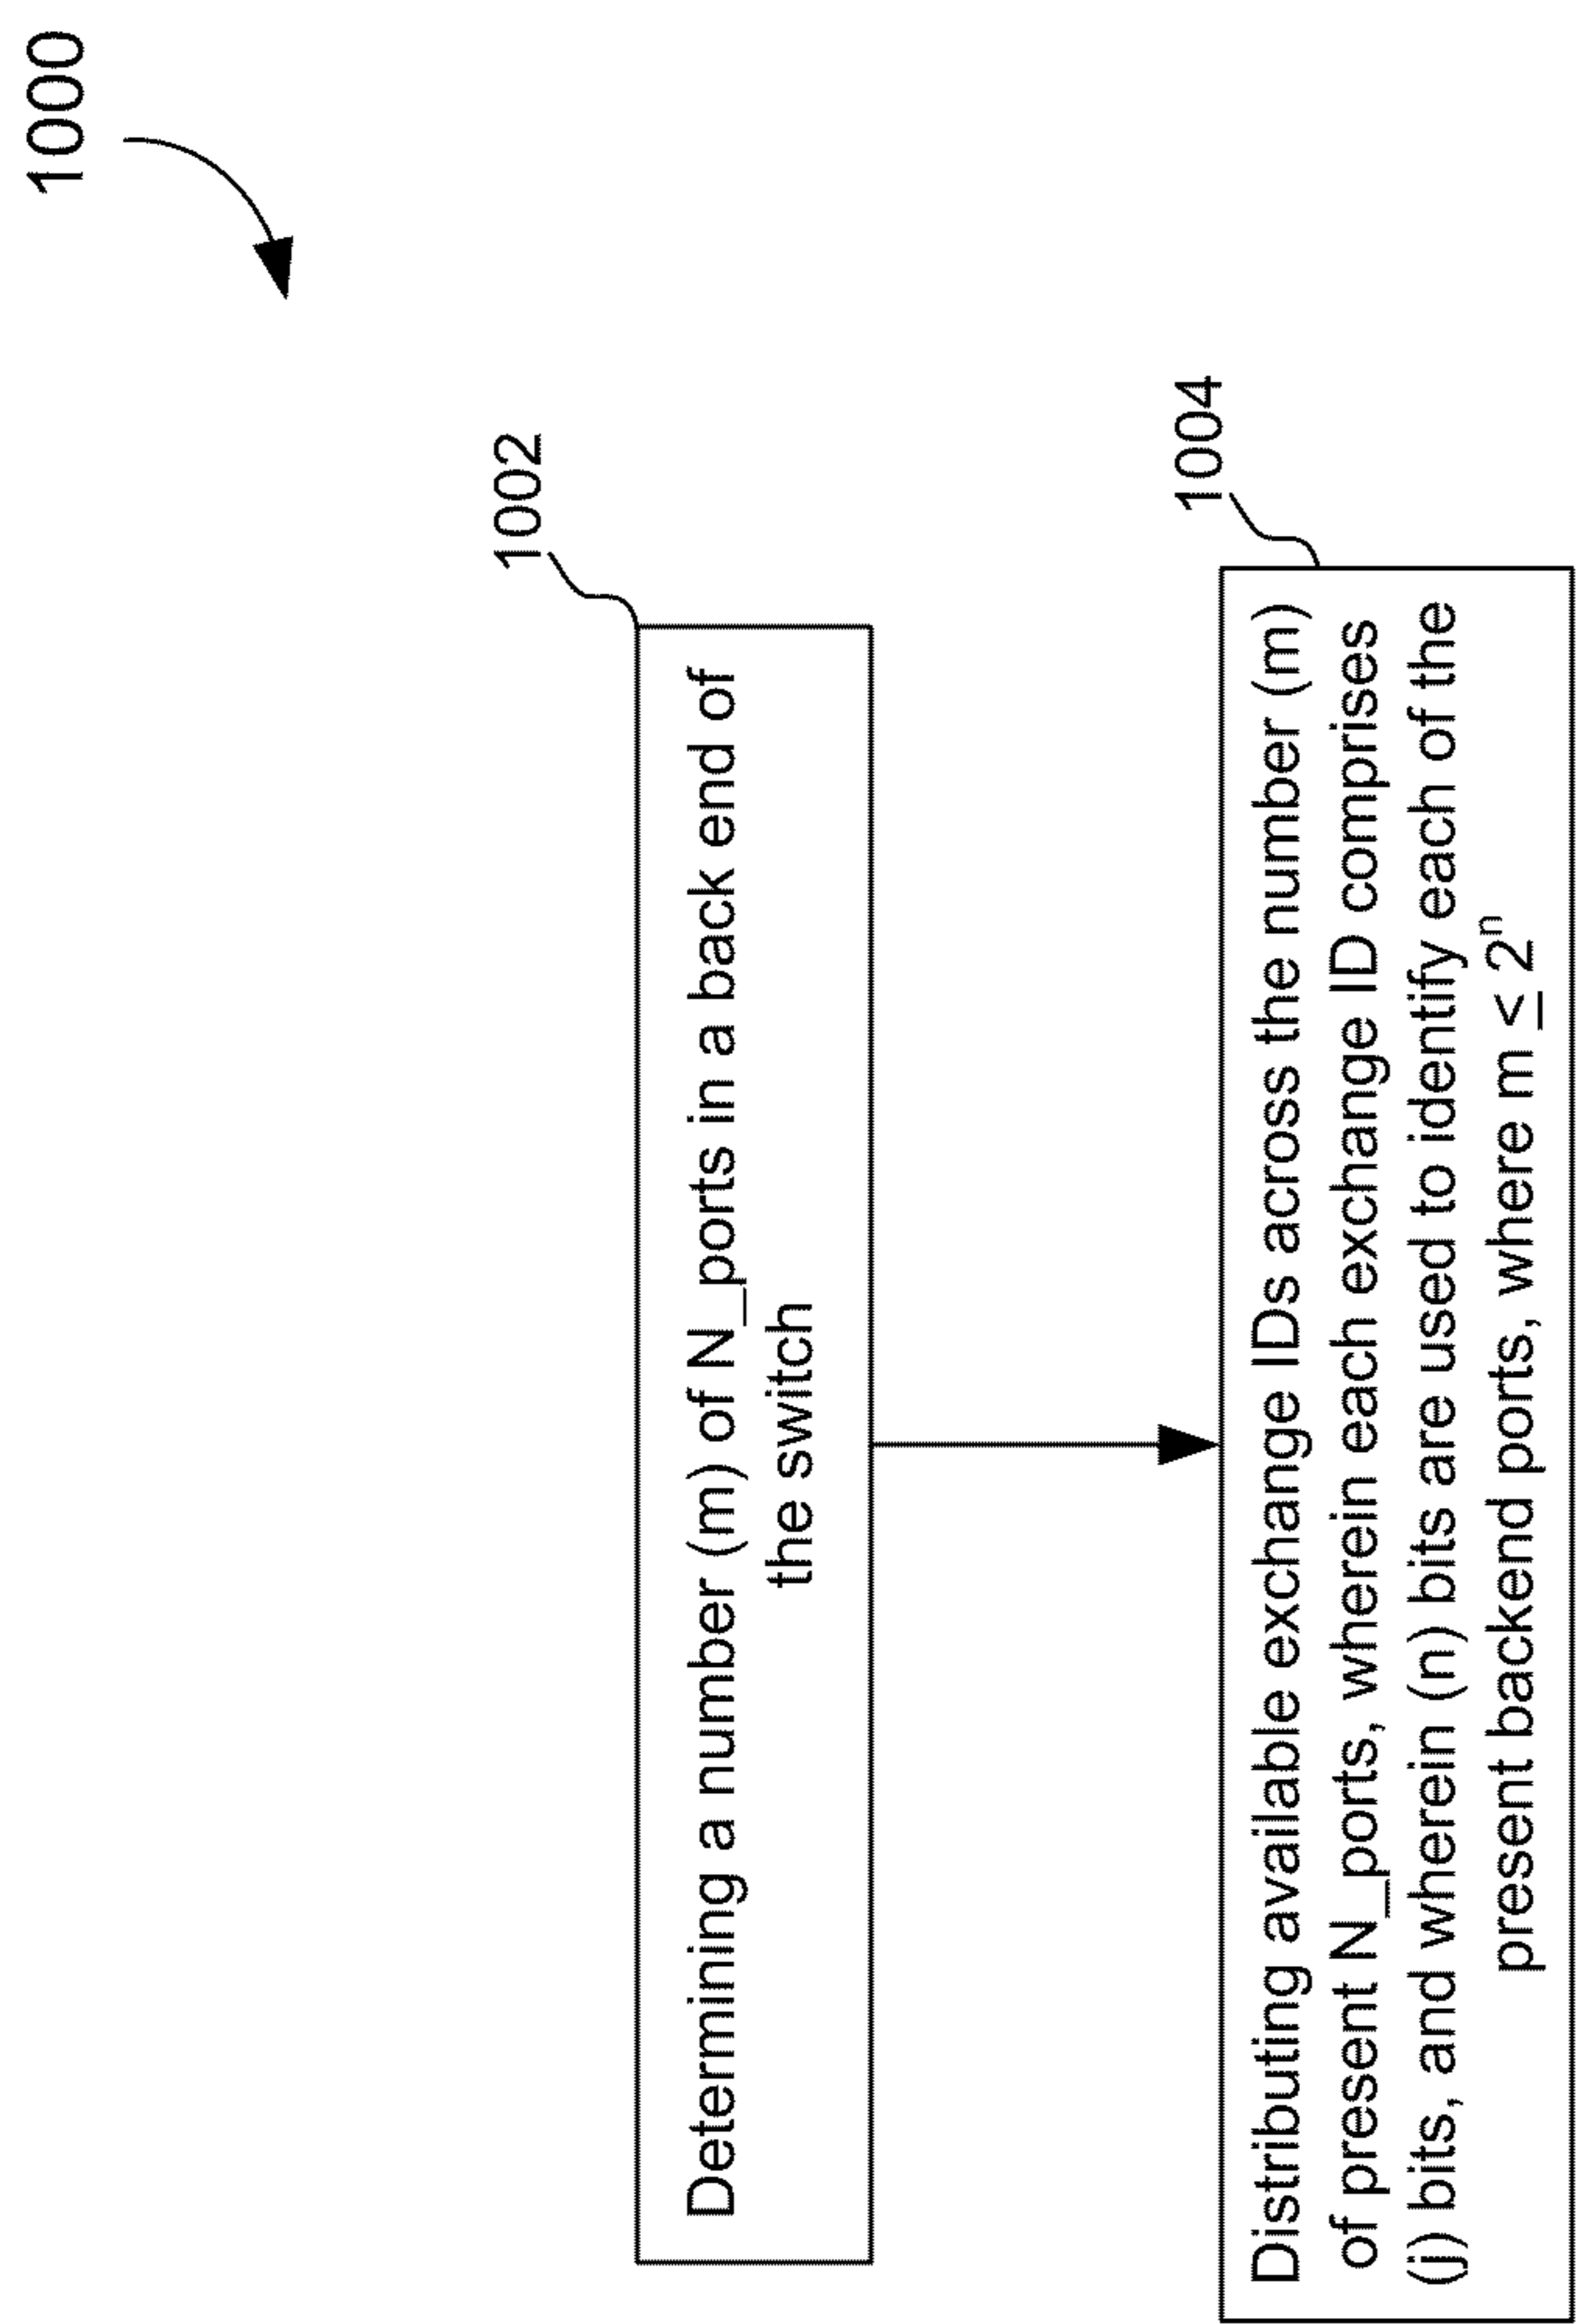 1000
1002
Determining a number (m) of N_ports in a back end of
the switch
1004
Distributing available exchange IDs across the number (m)
of present N_ports, wherein each exchange ID comprises
(j) bits, and wherein (n) bits are used to identify each of the
present backend ports, where m ≤ 2ⁿ